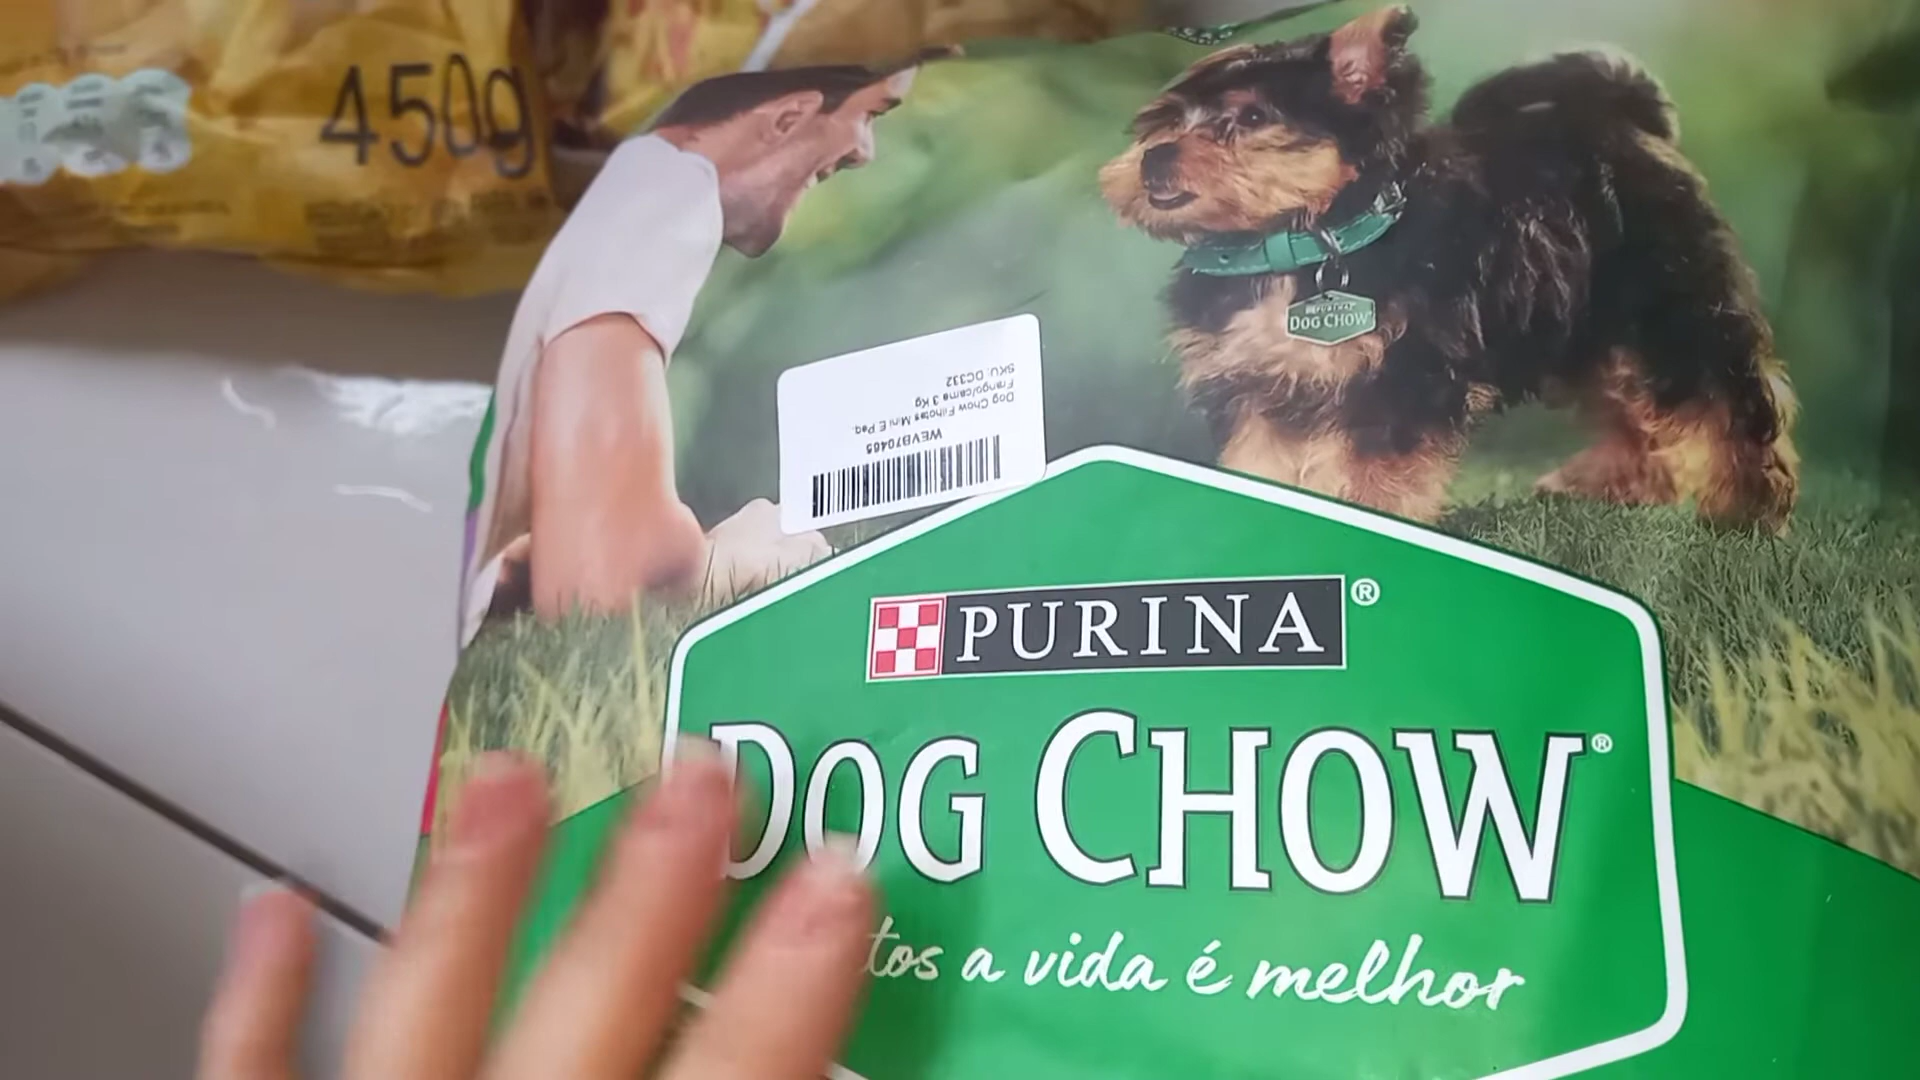 450g
DOG CHOW
SKU: DC332
Frango/carne 3 Kg
Dog Chow Filhotes Mini E Peq.
WEVB70465
PURINA®
DOG CHOW®
tos a vida é melhor